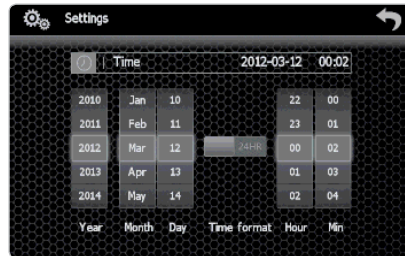 Settings
Time 2012-03-12 00:02
2010 Jan 10 22 00
2011 Feb 11 23 01
2012 Mar 12 24HR 00 02
2013 Apr 13 01 03
2014 May 14 02 04
Year Month Day Time format Hour Min